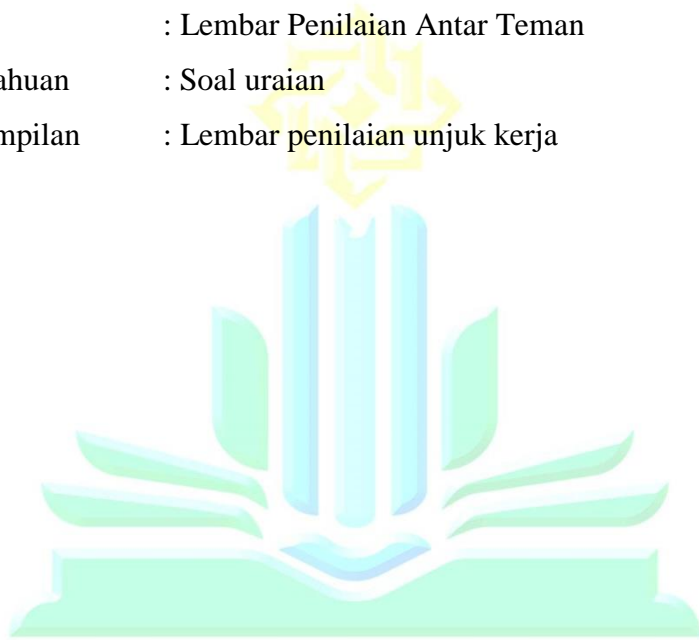 : Lembar Penilaian Antar Teman
ahuan : Soal uraian
mpilan : Lembar penilaian unjuk kerja